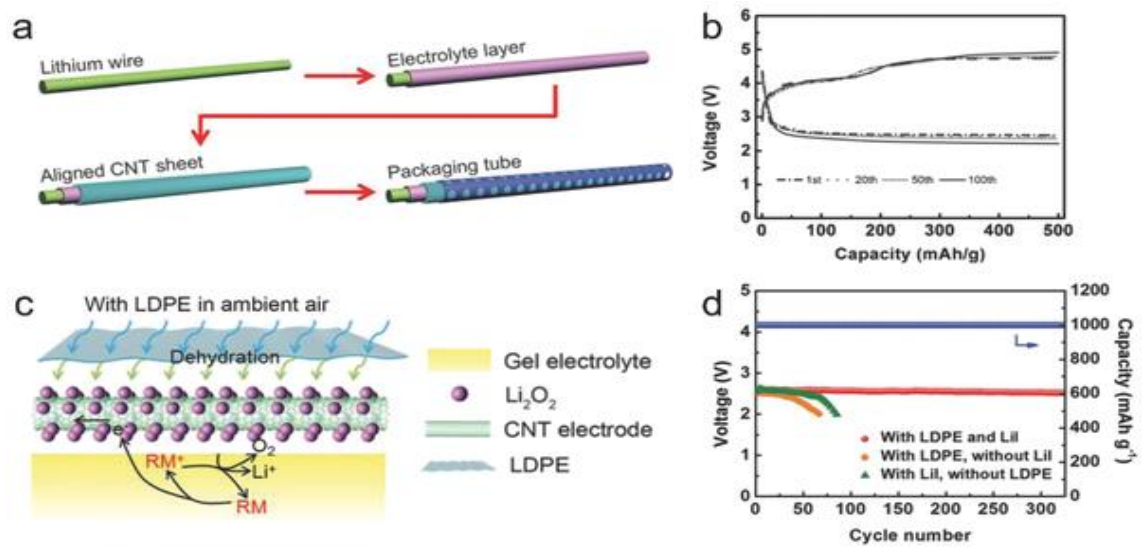 a
Lithium wire
Electrolyte layer
Aligned CNT sheet
Packaging tube
b
Voltage (V)
6
5
4
3
2
1
0
1st 20th 50th 100th
0 100 200 300 400 500
Capacity (mAh/g)
c
With LDPE in ambient air
Dehydration
e
O₂
RM⁺
Li⁺
RM
Gel electrolyte
Li₂O₂
CNT electrode
LDPE
d
Voltage (V)
5
4
3
2
1
0
Capacity (mAh g⁻¹)
1200
1000
800
600
400
200
0
With LDPE and LiI
With LDPE, without LiI
With LiI, without LDPE
0 50 100 150 200 250 300
Cycle number